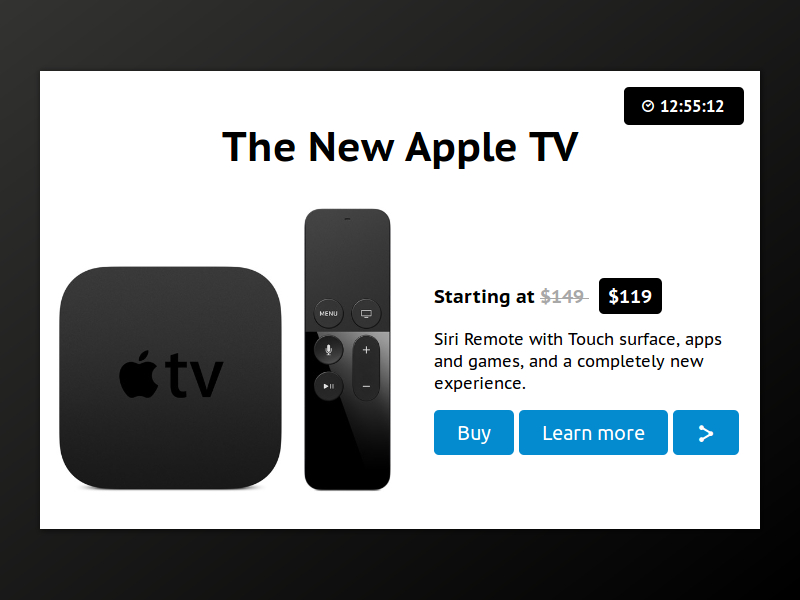 12:55:12
The New Apple TV
tv
MENU
Starting at $149 $119
Siri Remote with Touch surface, apps
and games, and a completely new
experience.
Buy Learn more